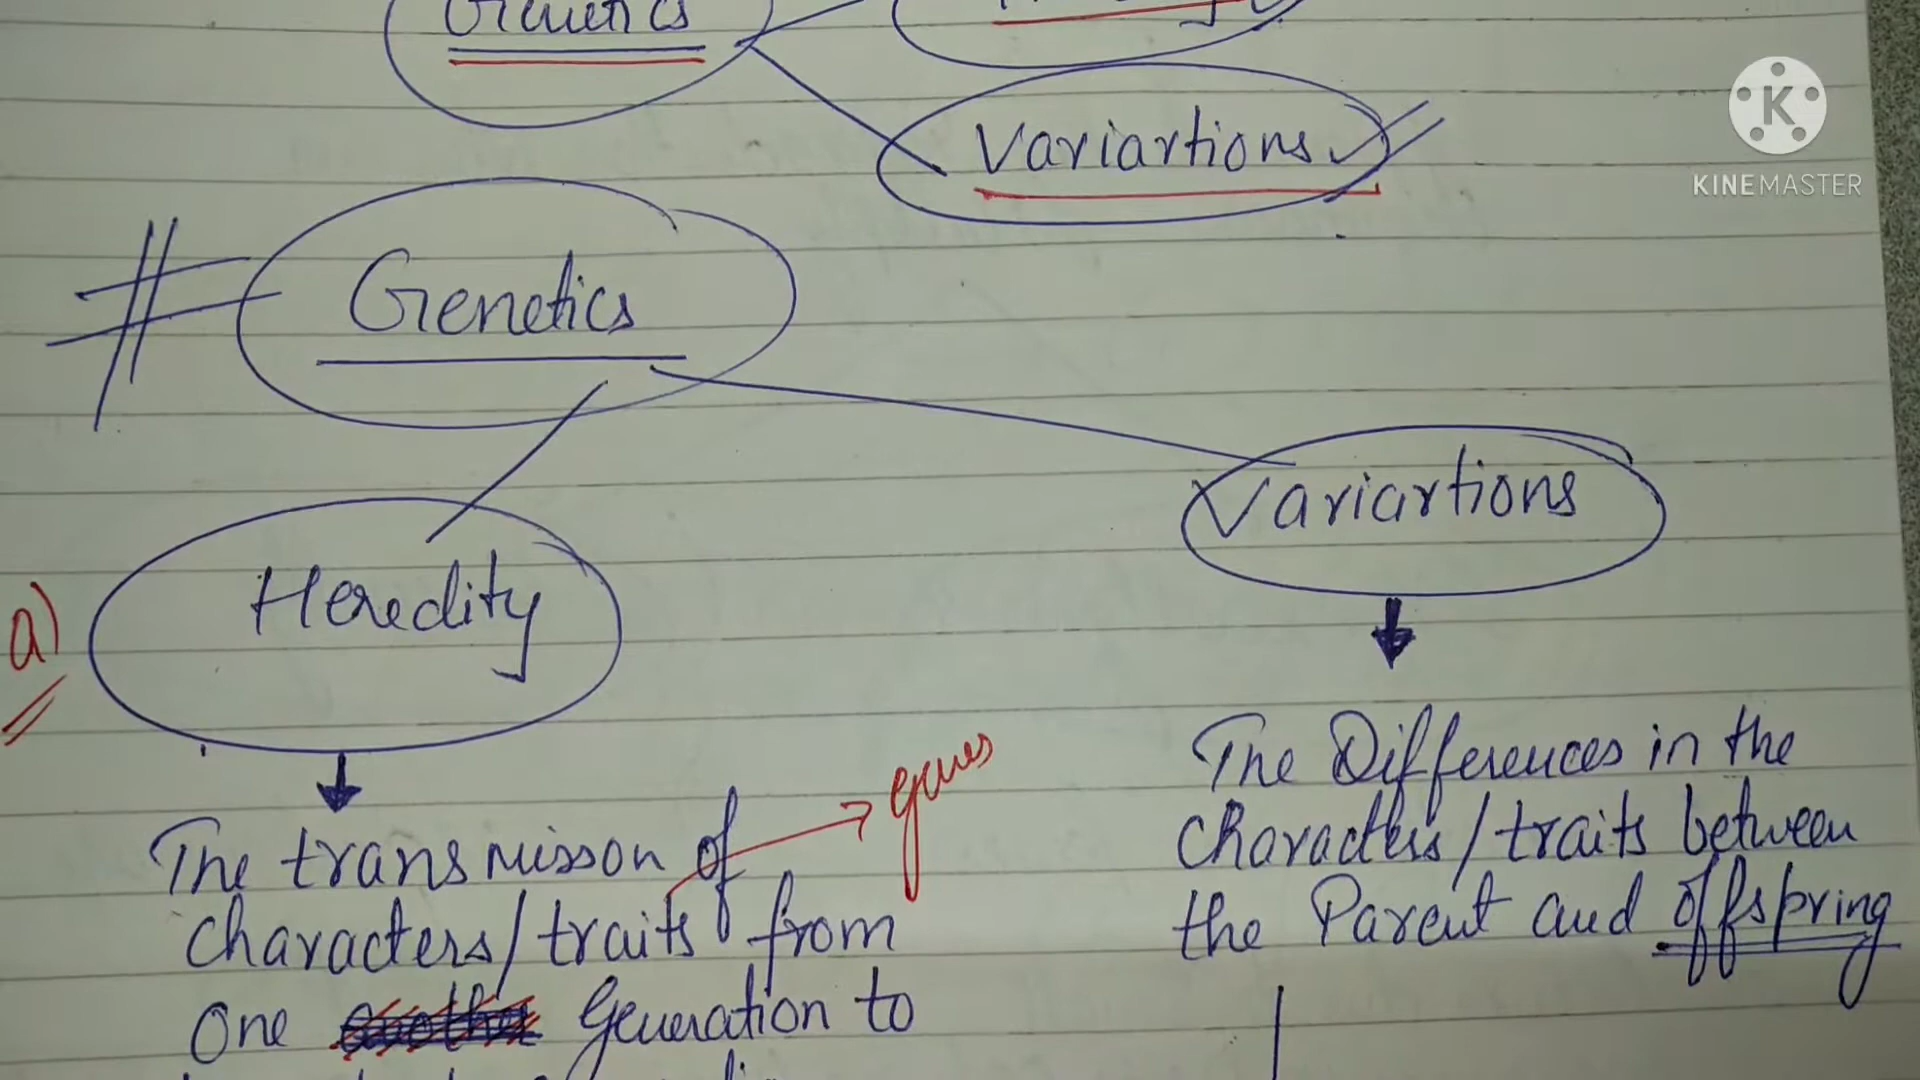 Genetics
Variartions
KINEMASTER
Genetics
Variartions
Heredity
a)
genes
The Differences in the
characters/traits between
the Parent and offspring
The transmisson of
characters/traits from
One Generation to